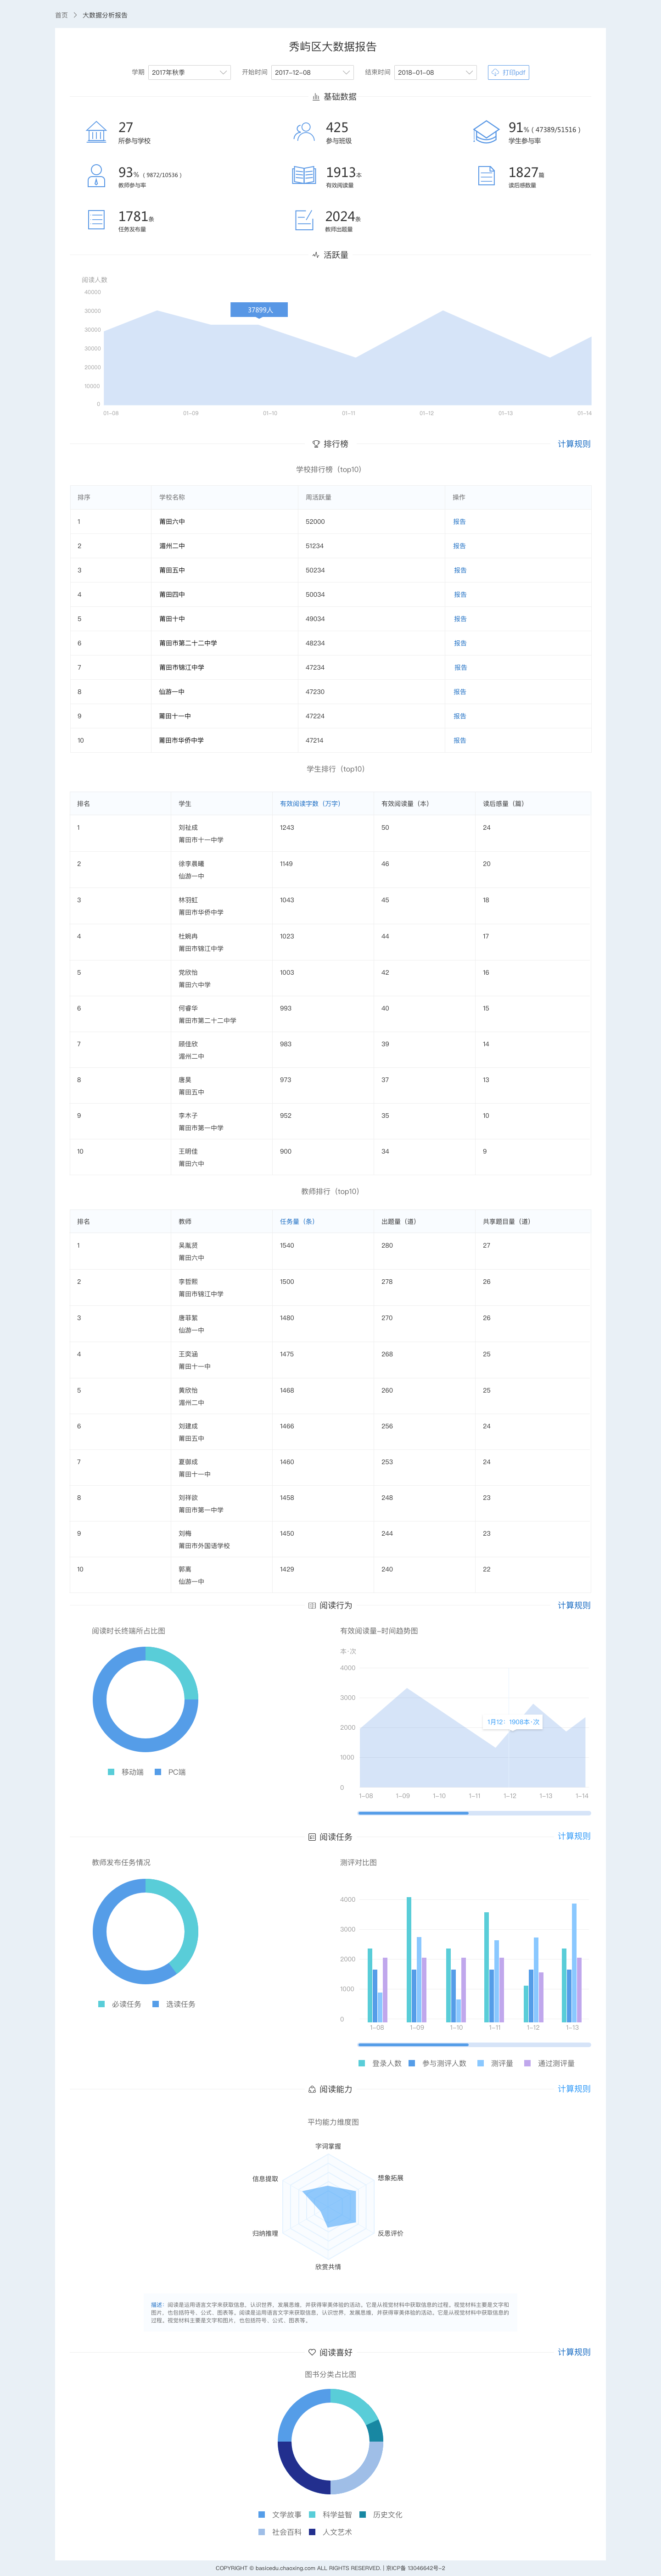 首页 > 大数据分析报告
秀屿区大数据报告
学期 2017年秋季 开始时间 2017-12-08 结束时间 2018-01-08 打印pdf
基础数据
27
所参与学校
425
参与班级
91%（47389/51516）
学生参与率
93%（9872/10536）
教师参与率
1913本
有效阅读量
1827篇
读后感数量
1781条
任务发布量
2024条
教师出题量
活跃量
阅读人数
40000
30000
37899人
30000
30000
20000
10000
0
01-08 01-09 01-10 01-11 01-12 01-13 01-14
排行榜 计算规则
学校排行榜（top10）
排序 学校名称 周活跃量 操作
1 莆田六中 52000 报告
2 湄州二中 51234 报告
3 莆田五中 50234 报告
4 莆田四中 50034 报告
5 莆田十中 49034 报告
6 莆田市第二十二中学 48234 报告
7 莆田市锦江中学 47234 报告
8 仙游一中 47230 报告
9 莆田十一中 47224 报告
10 莆田市华侨中学 47214 报告
学生排行（top10）
排名 学生 有效阅读字数（万字） 有效阅读量（本） 读后感量（篇）
1 刘祉成 1243 50 24
莆田市十一中学
2 徐李晨曦 1149 46 20
仙游一中
3 林羽虹 1043 45 18
莆田市华侨中学
4 杜婉冉 1023 44 17
莆田市锦江中学
5 党欣怡 1003 42 16
莆田六中学
6 何睿华 993 40 15
莆田市第二十二中学
7 顾佳欣 983 39 14
湄州二中
8 唐昊 973 37 13
莆田五中
9 李木子 952 35 10
莆田市第一中学
10 王明佳 900 34 9
莆田六中
教师排行（top10）
排名 教师 任务量（条） 出题量（道） 共享题目量（道）
1 吴胤贤 1540 280 27
莆田六中
2 李哲熙 1500 278 26
莆田市锦江中学
3 唐菲絮 1480 270 26
仙游一中
4 王奕涵 1475 268 25
莆田十一中
5 黄欣怡 1468 260 25
湄州二中
6 刘建成 1466 256 24
莆田五中
7 夏御成 1460 253 24
莆田十一中
8 刘祥歆 1458 248 23
莆田市第一中学
9 刘梅 1450 244 23
莆田市外国语学校
10 郭嵩 1429 240 22
仙游一中
阅读行为 计算规则
阅读时长终端所占比图
移动端 PC端
有效阅读量-时间趋势图
本·次
4000
3000
1月12：1908本·次
2000
1000
0
1-08 1-09 1-10 1-11 1-12 1-13 1-14
阅读任务 计算规则
教师发布任务情况
必读任务 选读任务
测评对比图
4000
3000
2000
1000
0
1-08 1-09 1-10 1-11 1-12 1-13
登录人数 参与测评人数 测评量 通过测评量
阅读能力 计算规则
平均能力维度图
字词掌握
信息提取 想象拓展
归纳推理 反思评价
欣赏共情
描述：阅读是运用语言文字来获取信息，认识世界，发展思维，并获得审美体验的活动。它是从视觉材料中获取信息的过程。视觉材料主要是文字和
图片，也包括符号、公式、图表等。阅读是运用语言文字来获取信息，认识世界，发展思维，并获得审美体验的活动。它是从视觉材料中获取信息的
过程。视觉材料主要是文字和图片，也包括符号、公式、图表等。
阅读喜好 计算规则
图书分类占比图
文学故事 科学益智 历史文化
社会百科 人文艺术
COPYRIGHT © basicedu.chaoxing.com ALL RIGHTS RESERVED. | 京ICP备 13046642号-2